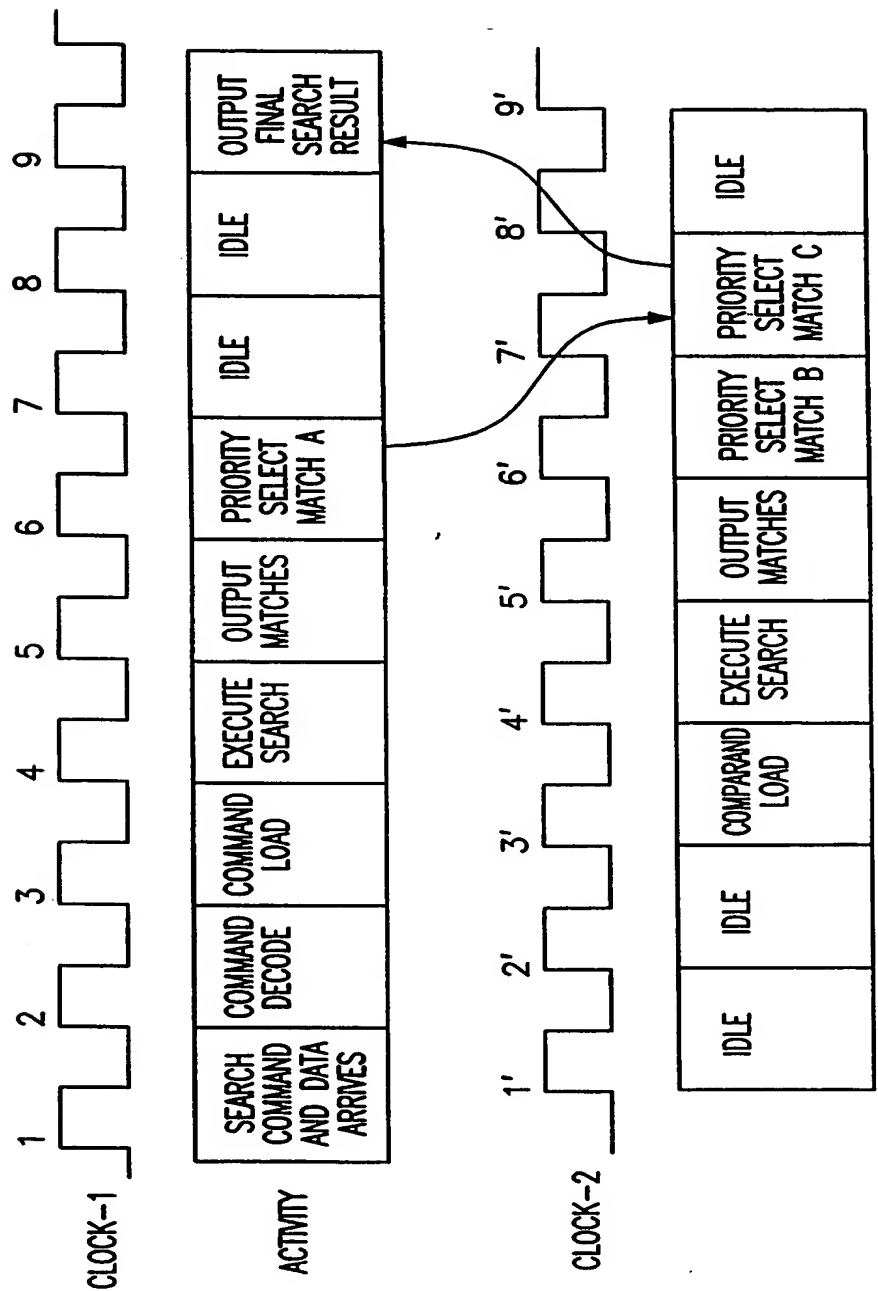 1 2 3 4 5 6 7 8 9
CLOCK-1
ACTIVITY
SEARCH
COMMAND
AND DATA
ARRIVES
COMMAND
DECODE
COMMAND
LOAD
EXECUTE
SEARCH
OUTPUT
MATCHES
PRIORITY
SELECT
MATCH A
IDLE
IDLE
OUTPUT
FINAL
SEARCH
RESULT
1' 2' 3' 4' 5' 6' 7' 8' 9'
CLOCK-2
IDLE
IDLE
COMPARAND
LOAD
EXECUTE
SEARCH
OUTPUT
MATCHES
PRIORITY
SELECT
MATCH B
PRIORITY
SELECT
MATCH C
IDLE